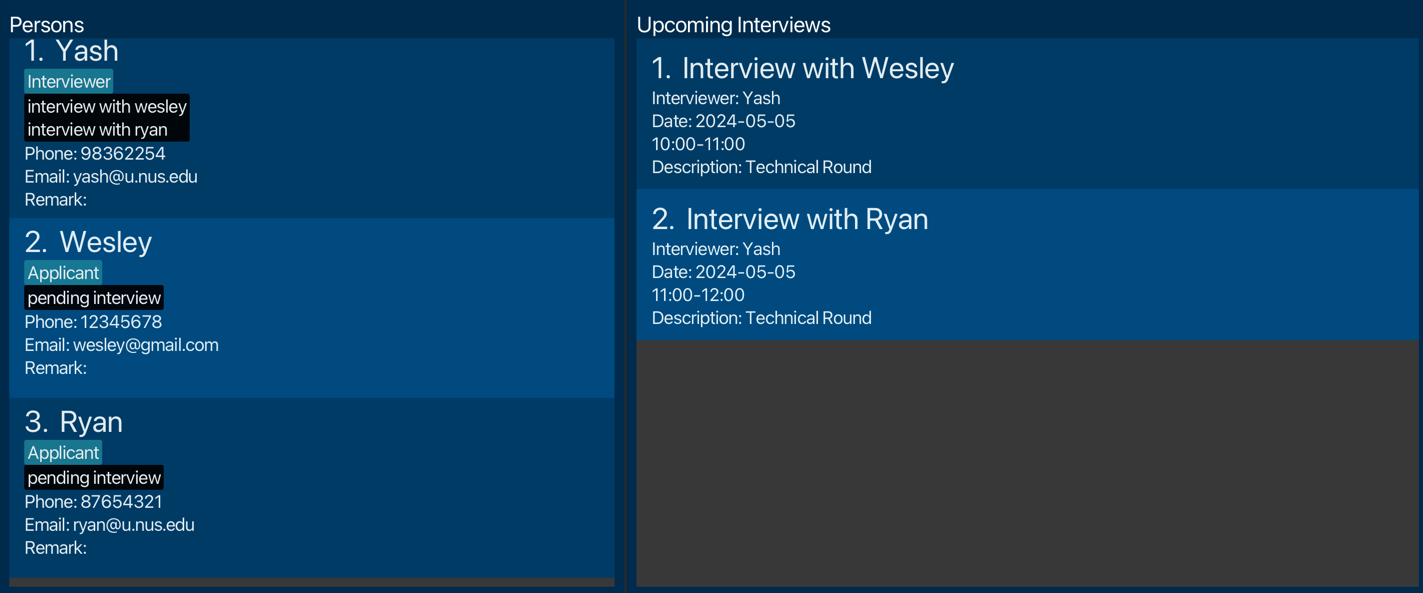 Persons
1. Yash
Interviewer
interview with wesley
interview with ryan
Phone: 98362254
Email: yash@u.nus.edu
Remark:
2. Wesley
Applicant
pending interview
Phone: 12345678
Email: wesley@gmail.com
Remark:
3. Ryan
Applicant
pending interview
Phone: 87654321
Email: ryan@u.nus.edu
Remark:
Upcoming Interviews
1. Interview with Wesley
Interviewer: Yash
Date: 2024-05-05
10:00-11:00
Description: Technical Round
2. Interview with Ryan
Interviewer: Yash
Date: 2024-05-05
11:00-12:00
Description: Technical Round